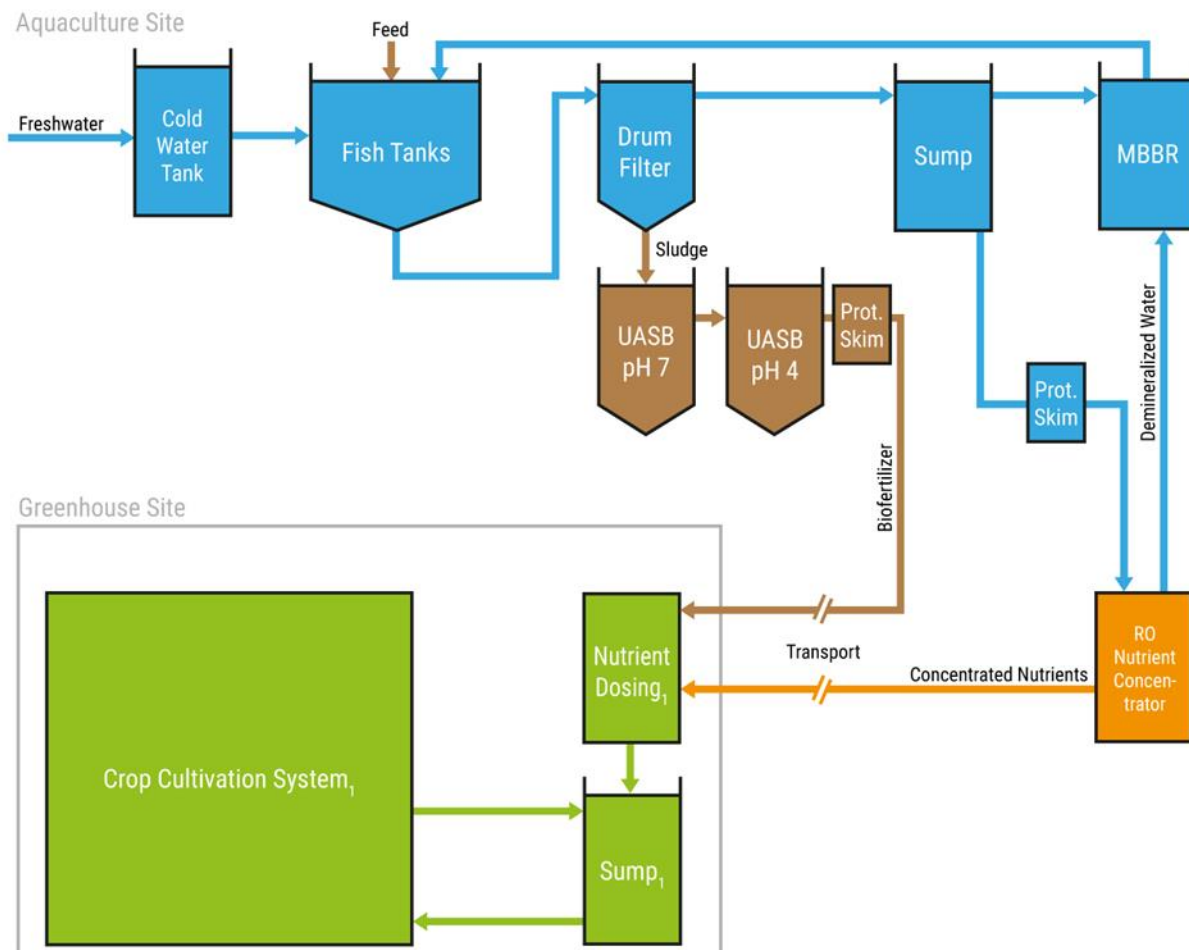 Aquaculture Site
Feed
Freshwater
Cold
Water
Tank
Fish Tanks
Drum
Filter
Sump
MBBR
Sludge
UASB
pH 7
UASB
pH 4
Prot.
Skim
Prot.
Skim
Demineralized Water
Biofertilizer
Greenhouse Site
Nutrient
Dosing₁
Transport
Concentrated Nutrients
RO
Nutrient
Concen-
trator
Crop Cultivation System₁
Sump₁